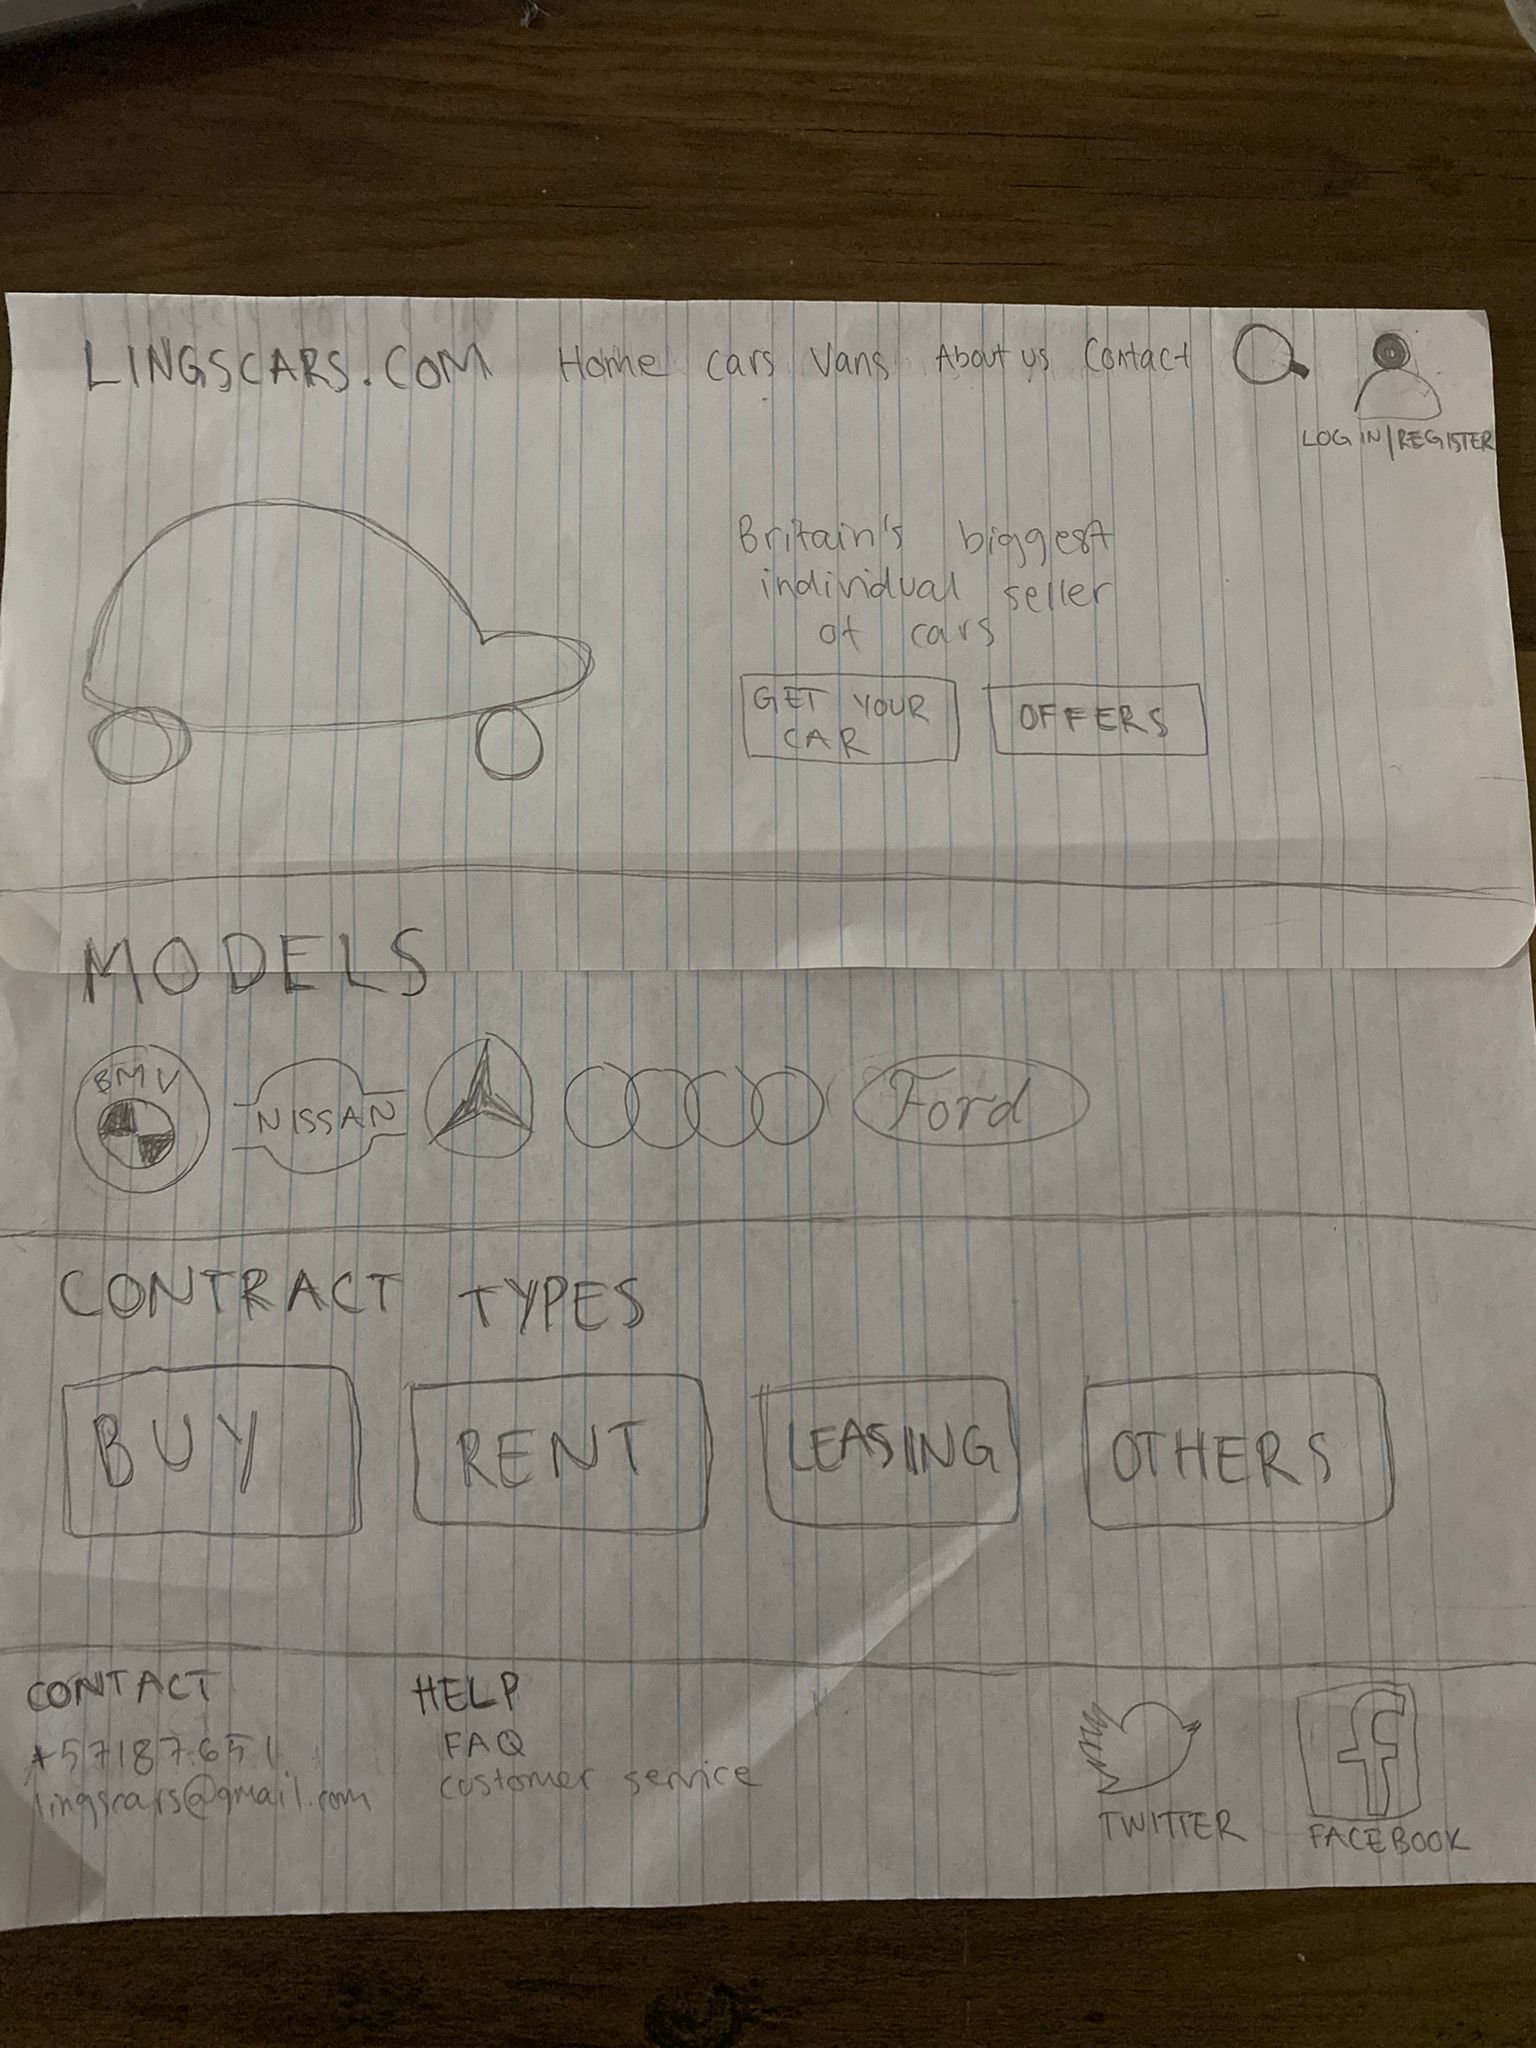 LINGSCARS.COM Home cars Vans About us Contact
LOG IN/REGISTER
Britain's biggest
individual seller
of cars
GET YOUR
CAR
OFFERS
MODELS
BMV
NISSAN
Ford
CONTRACT TYPES
BUY
RENT
LEASING
OTHERS
CONTACT
lingscars@gmail.com
HELP
FAQ
customer service
TWITTER
f
FACEBOOK